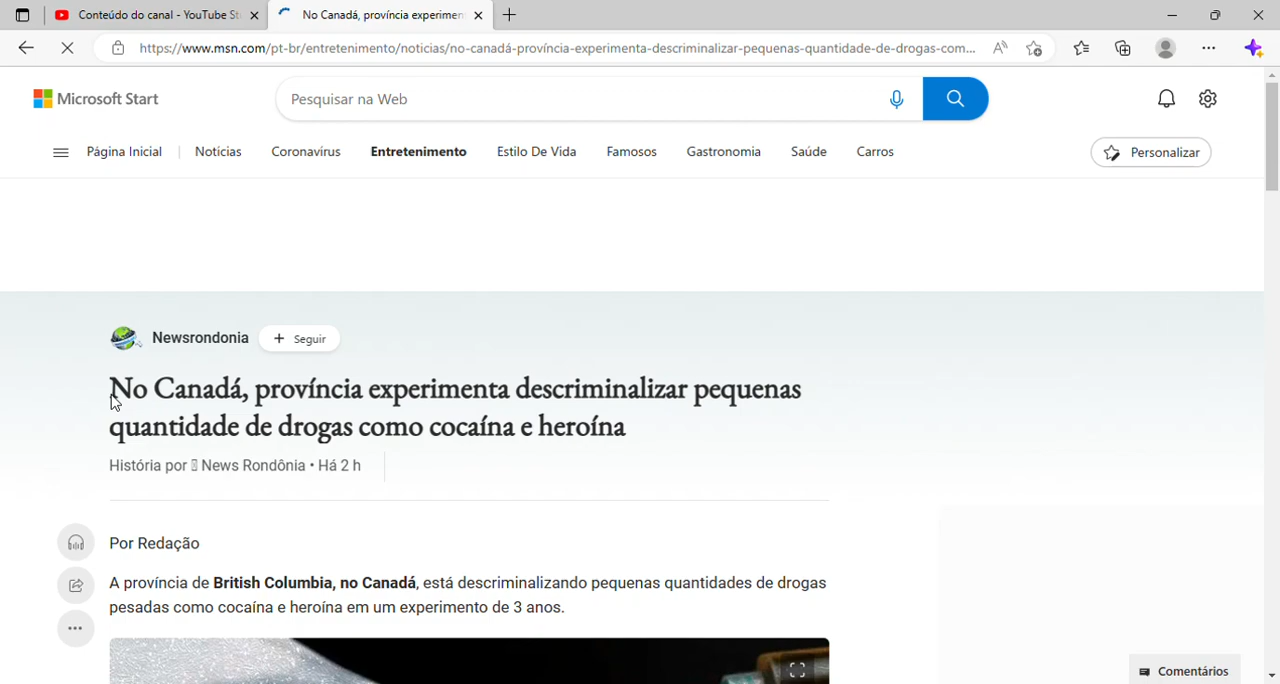 Conteúdo do canal - YouTube St
No Canadá, província experimen
https://www.msn.com/pt-br/entretenimento/noticias/no-canadá-província-experimenta-descriminalizar-pequenas-quantidade-de-drogas-com...
Microsoft Start
Pesquisar na Web
Página Inicial
Notícias
Coronavírus
Entretenimento
Estilo De Vida
Famosos
Gastronomia
Saúde
Carros
Personalizar
Newsrondonia
+ Seguir
No Canadá, província experimenta descriminalizar pequenas
quantidade de drogas como cocaína e heroína
História por ▯ News Rondônia • Há 2 h
Por Redação
A província de British Columbia, no Canadá, está descriminalizando pequenas quantidades de drogas
pesadas como cocaína e heroína em um experimento de 3 anos.
Comentários